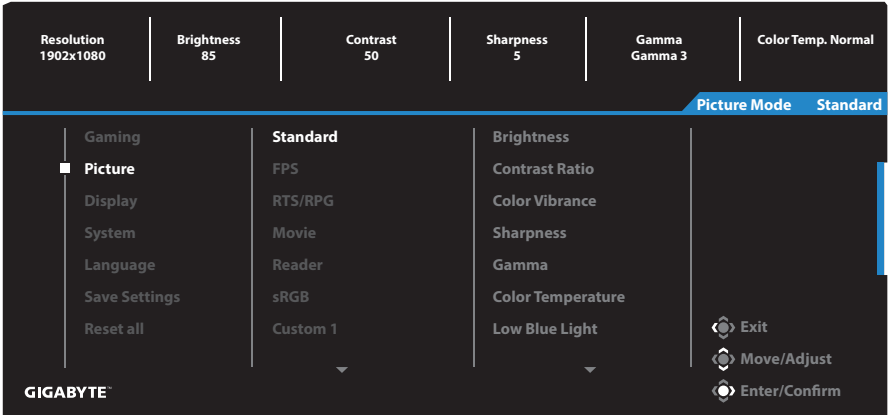 Resolution Brightness Contrast Sharpness Gamma Color Temp. Normal
1902x1080 85 50 5 Gamma 3
Picture Mode Standard
Gaming Standard Brightness
Picture FPS Contrast Ratio
Display RTS/RPG Color Vibrance
System Movie Sharpness
Language Reader Gamma
Save Settings sRGB Color Temperature
Reset all Custom 1 Low Blue Light
Exit
Move/Adjust
Enter/Confirm
GIGABYTE™